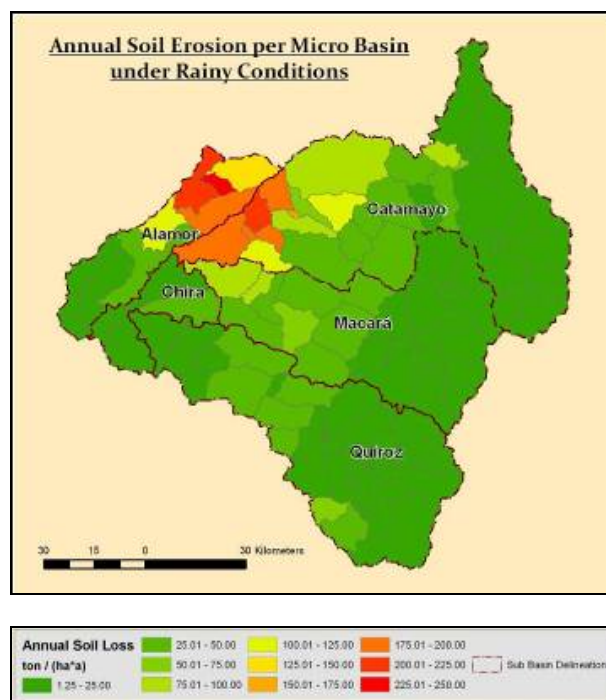 Annual Soil Erosion per Micro Basin
under Rainy Conditions
Catamayo
Alamor
Chira
Macará
Quiroz
30 15 0 30 Kilometers
Annual Soil Loss
ton / (ha*a)
1.25 - 25.00
25.01 - 50.00
50.01 - 75.00
75.01 - 100.00
100.01 - 125.00
125.01 - 150.00
150.01 - 175.00
175.01 - 200.00
200.01 - 225.00
225.01 - 250.00
Sub Basin Delineation